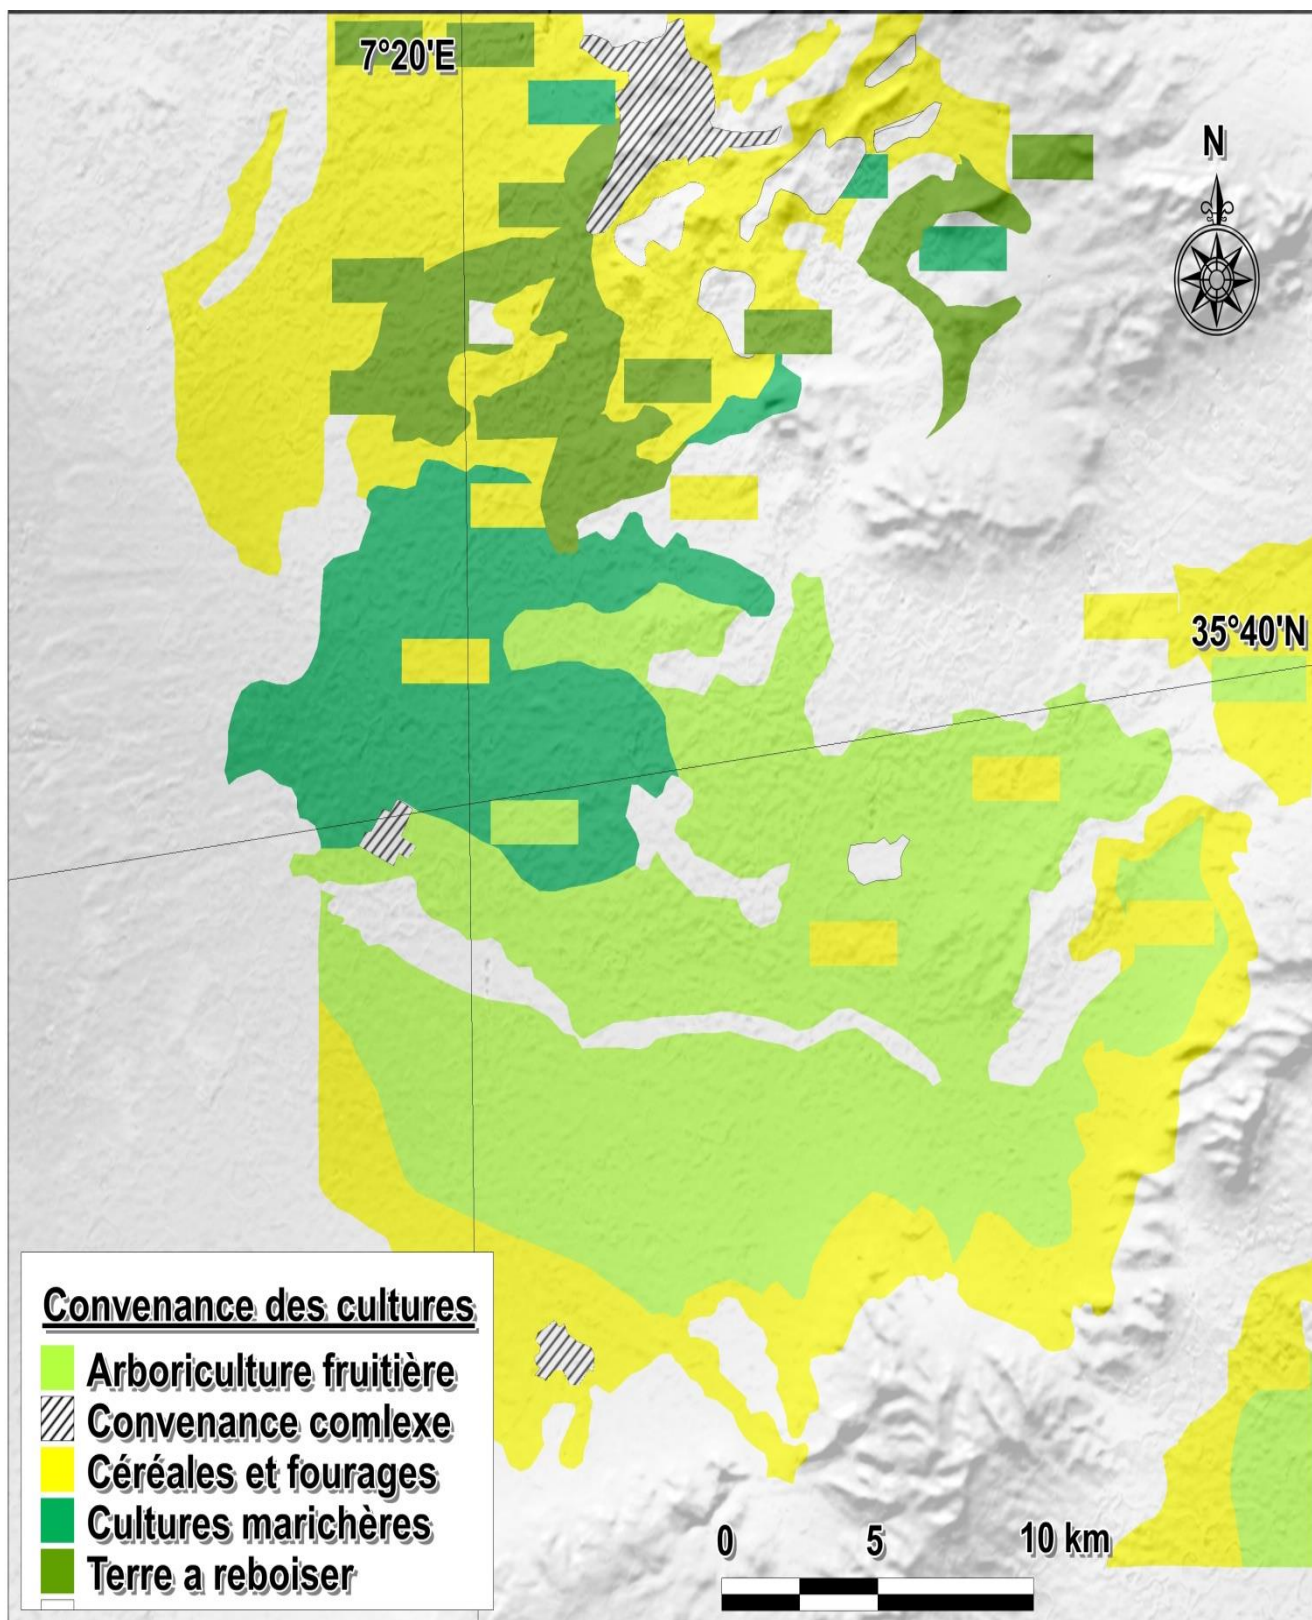 7°20'E
N
35°40'N
Convenance des cultures
Arboriculture fruitière
Convenance comlexe
Céréales et fourages
Cultures marichères
Terre a reboiser
0 5 10 km